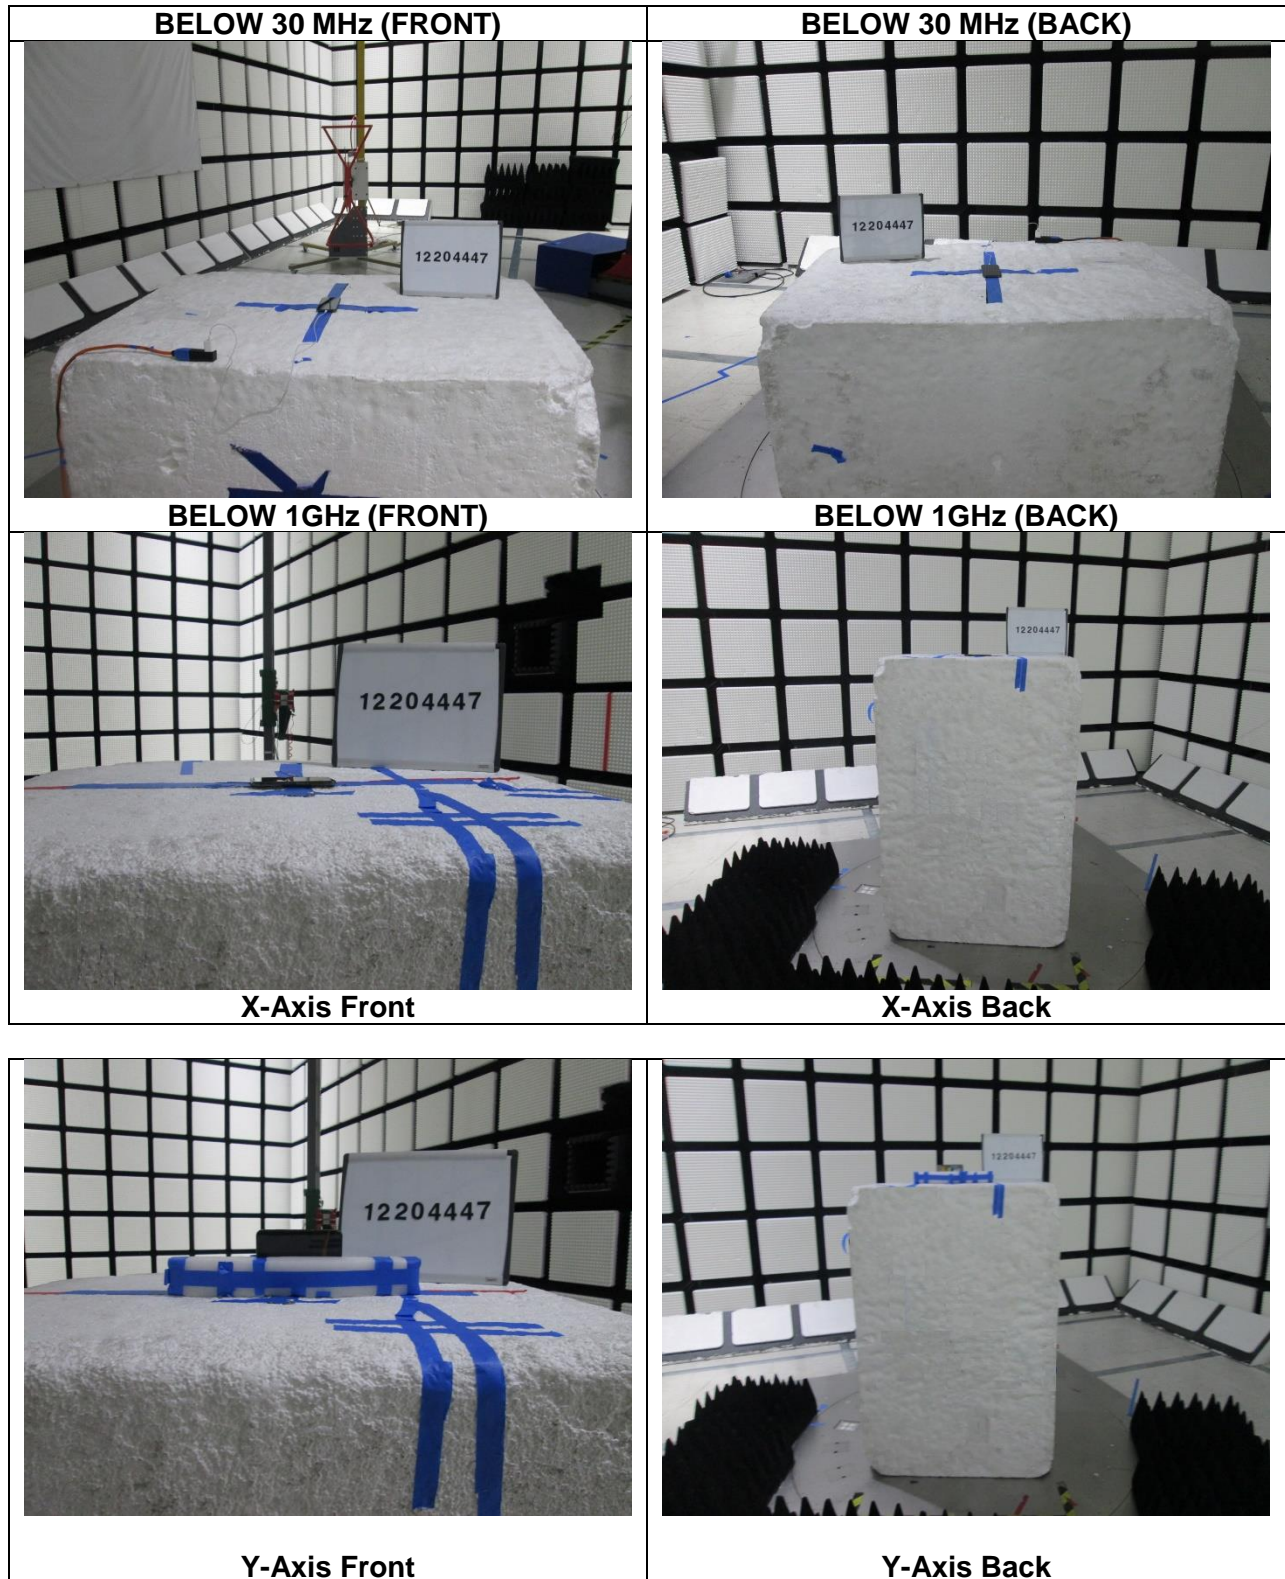 BELOW 30 MHz (FRONT)
BELOW 30 MHz (BACK)
12204447
12204447
BELOW 1GHz (FRONT)
BELOW 1GHz (BACK)
12204447
12204447
X-Axis Front
X-Axis Back
12204447
12204447
Y-Axis Front
Y-Axis Back